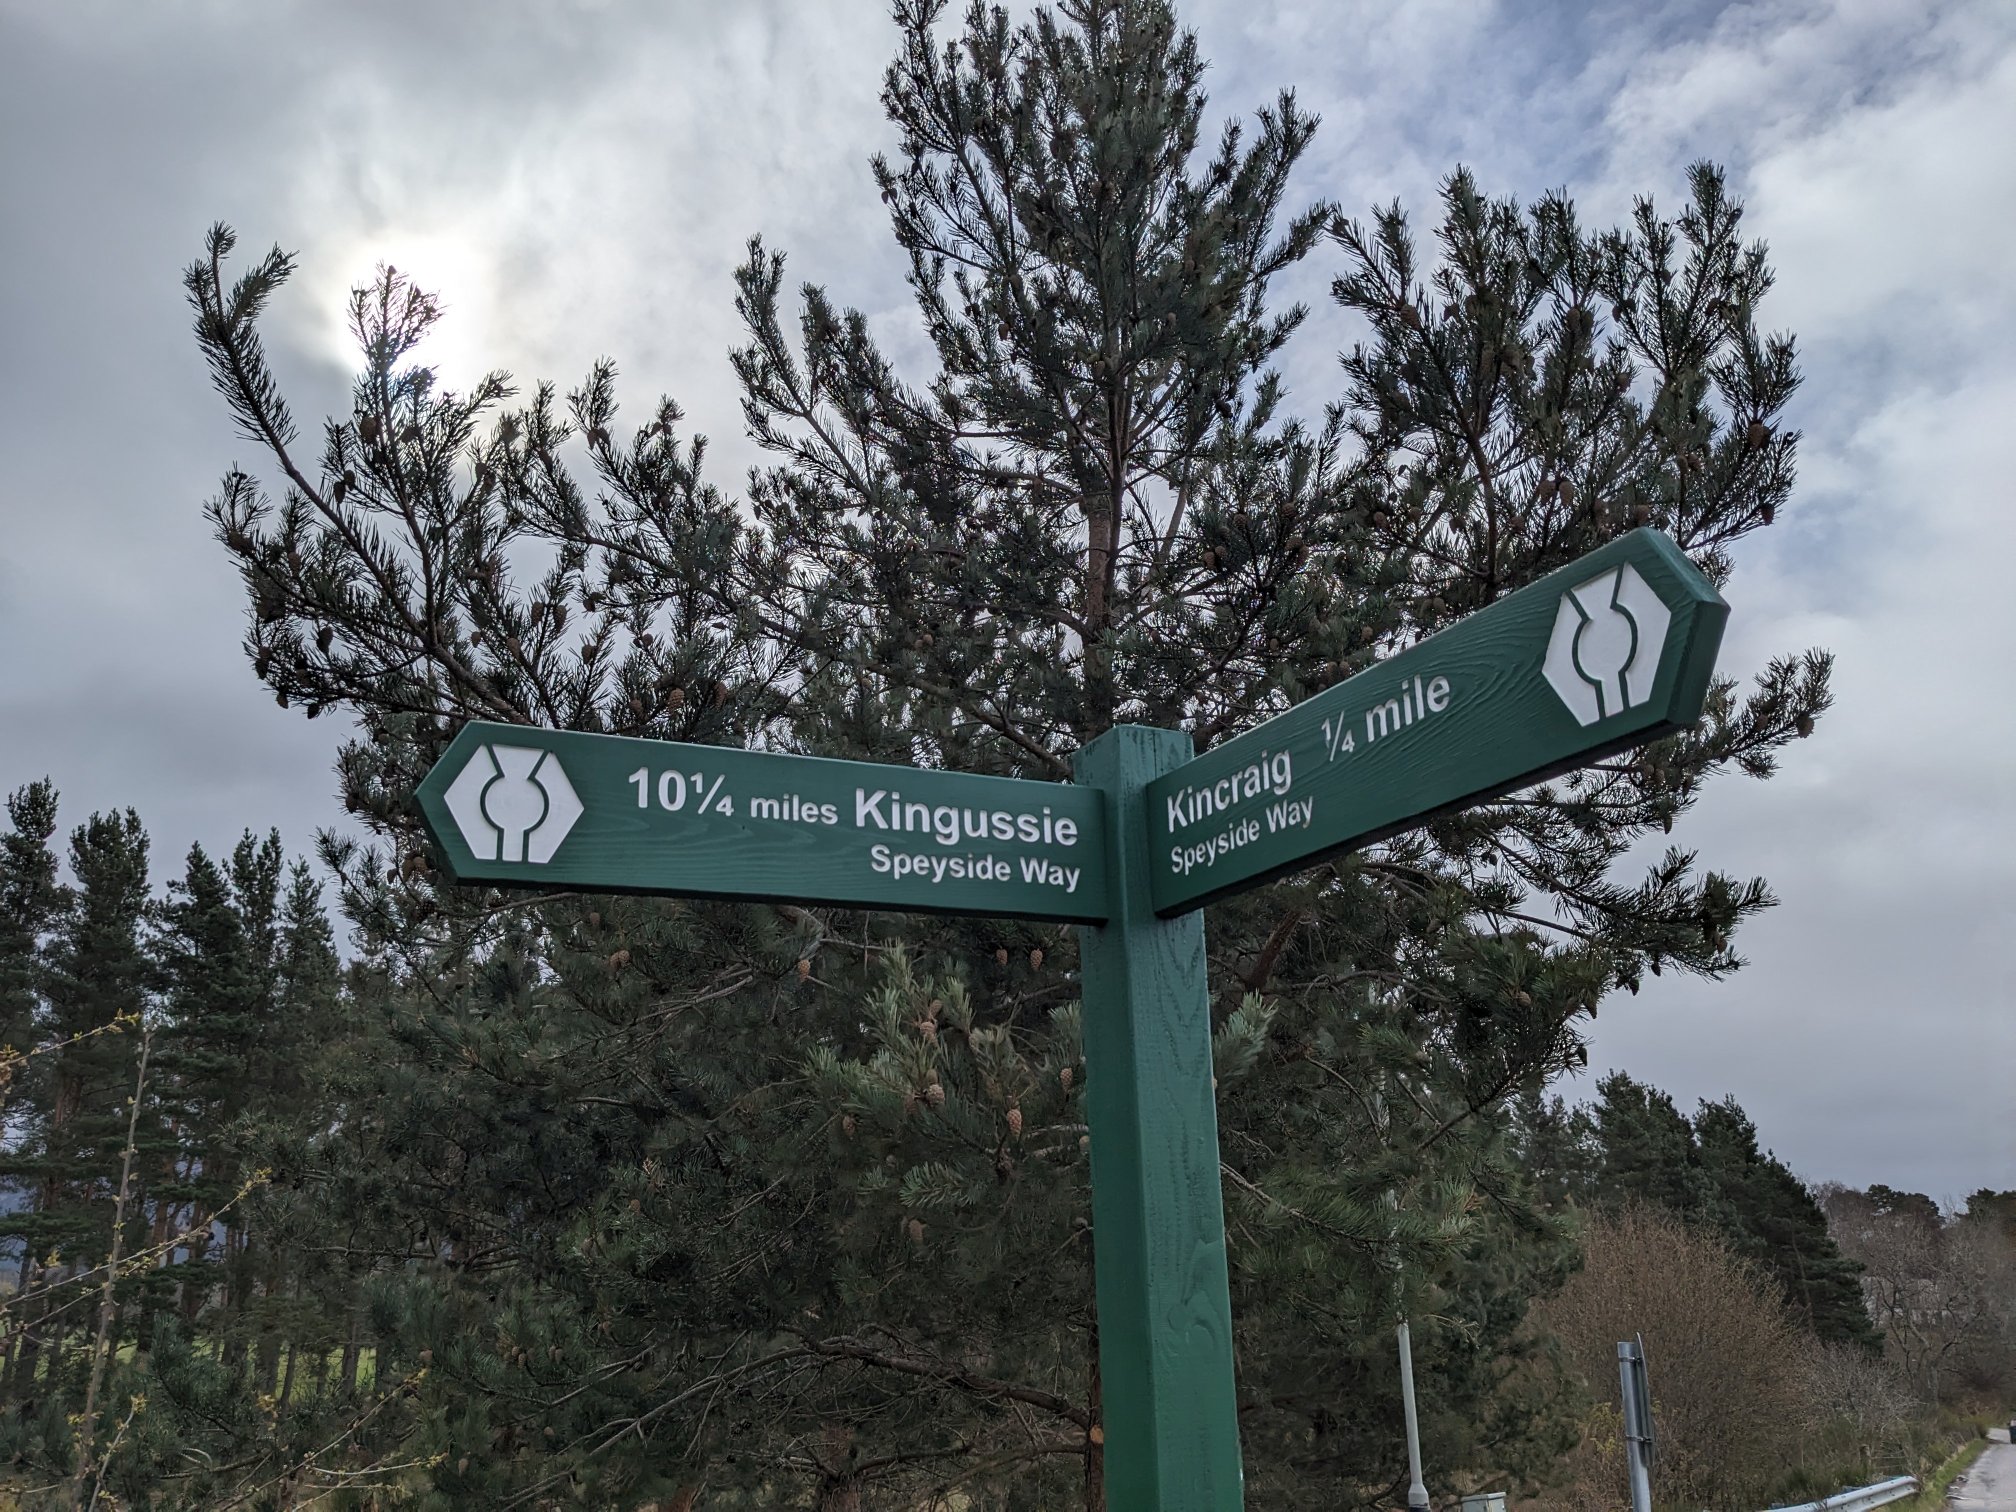 10¼ miles Kingussie
Speyside Way
Kincraig ¼ mile
Speyside Way